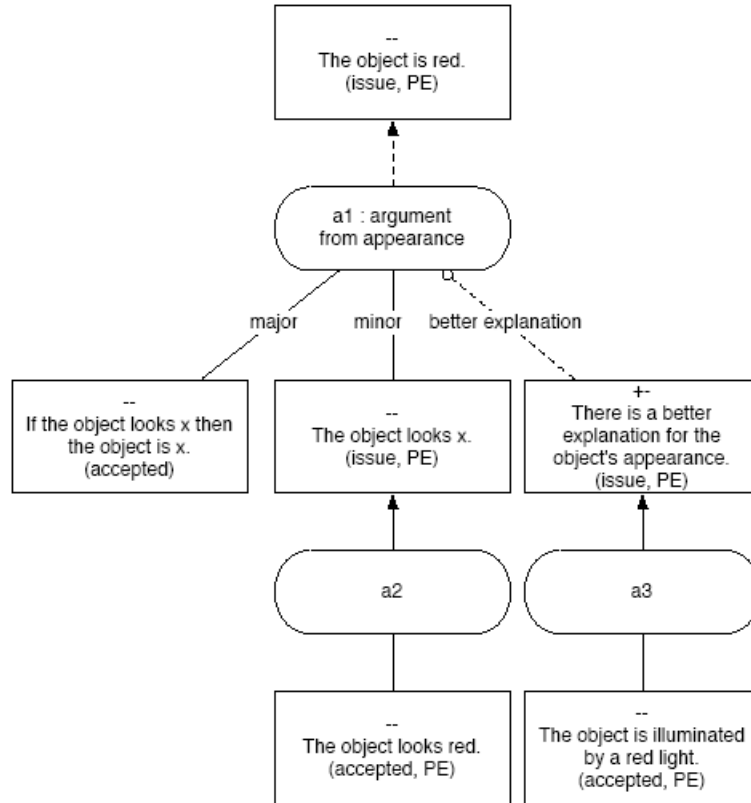 --
The object is red.
(issue, PE)
a1 : argument
from appearance
major
minor
better explanation
--
If the object looks x then
the object is x.
(accepted)
--
The object looks x.
(issue, PE)
+-
There is a better
explanation for the
object's appearance.
(issue, PE)
a2
a3
--
The object looks red.
(accepted, PE)
--
The object is illuminated
by a red light.
(accepted, PE)